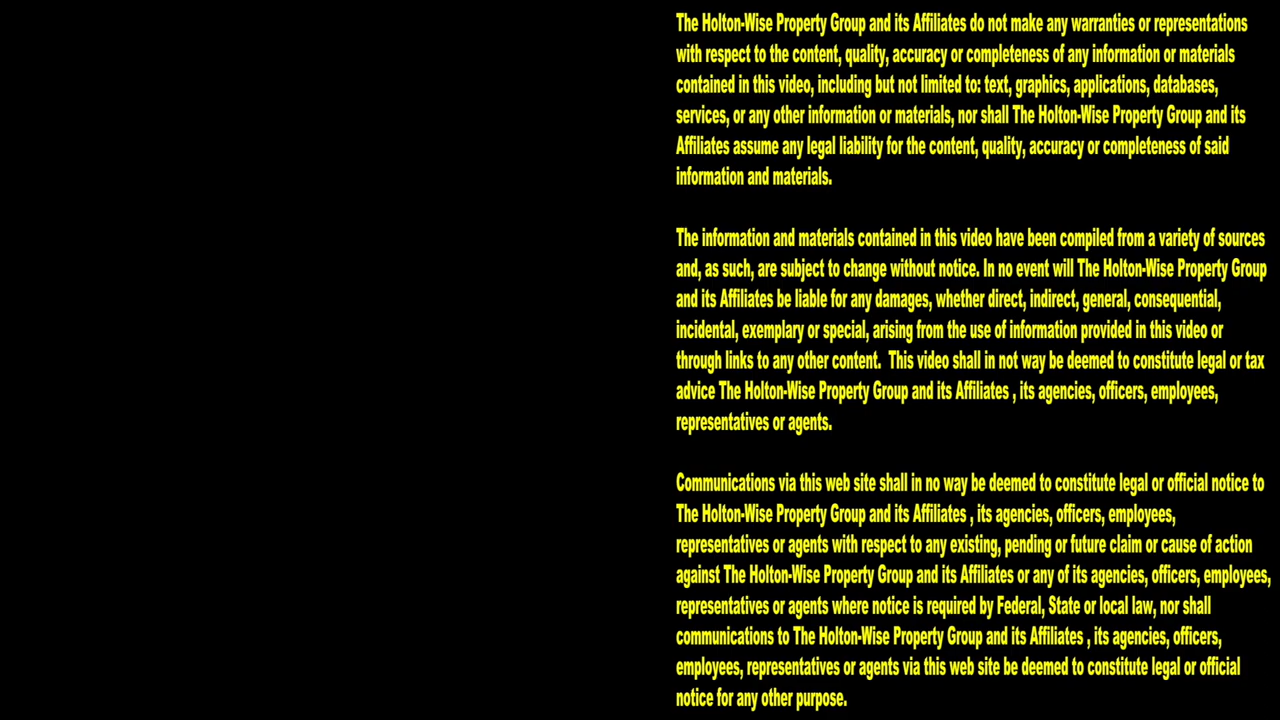 The Holton-Wise Property Group and its Affiliates do not make any warranties or representations
with respect to the content, quality, accuracy or completeness of any information or materials
contained in this video, including but not limited to: text, graphics, applications, databases,
services, or any other information or materials, nor shall The Holton-Wise Property Group and its
Affiliates assume any legal liability for the content, quality, accuracy or completeness of said
information and materials.
The information and materials contained in this video have been compiled from a variety of sources
and, as such, are subject to change without notice. In no event will The Holton-Wise Property Group
and its Affiliates be liable for any damages, whether direct, indirect, general, consequential,
incidental, exemplary or special, arising from the use of information provided in this video or
through links to any other content.  This video shall in not way be deemed to constitute legal or tax
advice The Holton-Wise Property Group and its Affiliates , its agencies, officers, employees,
representatives or agents.
Communications via this web site shall in no way be deemed to constitute legal or official notice to
The Holton-Wise Property Group and its Affiliates , its agencies, officers, employees,
representatives or agents with respect to any existing, pending or future claim or cause of action
against The Holton-Wise Property Group and its Affiliates or any of its agencies, officers, employees,
representatives or agents where notice is required by Federal, State or local law, nor shall
communications to The Holton-Wise Property Group and its Affiliates , its agencies, officers,
employees, representatives or agents via this web site be deemed to constitute legal or official
notice for any other purpose.